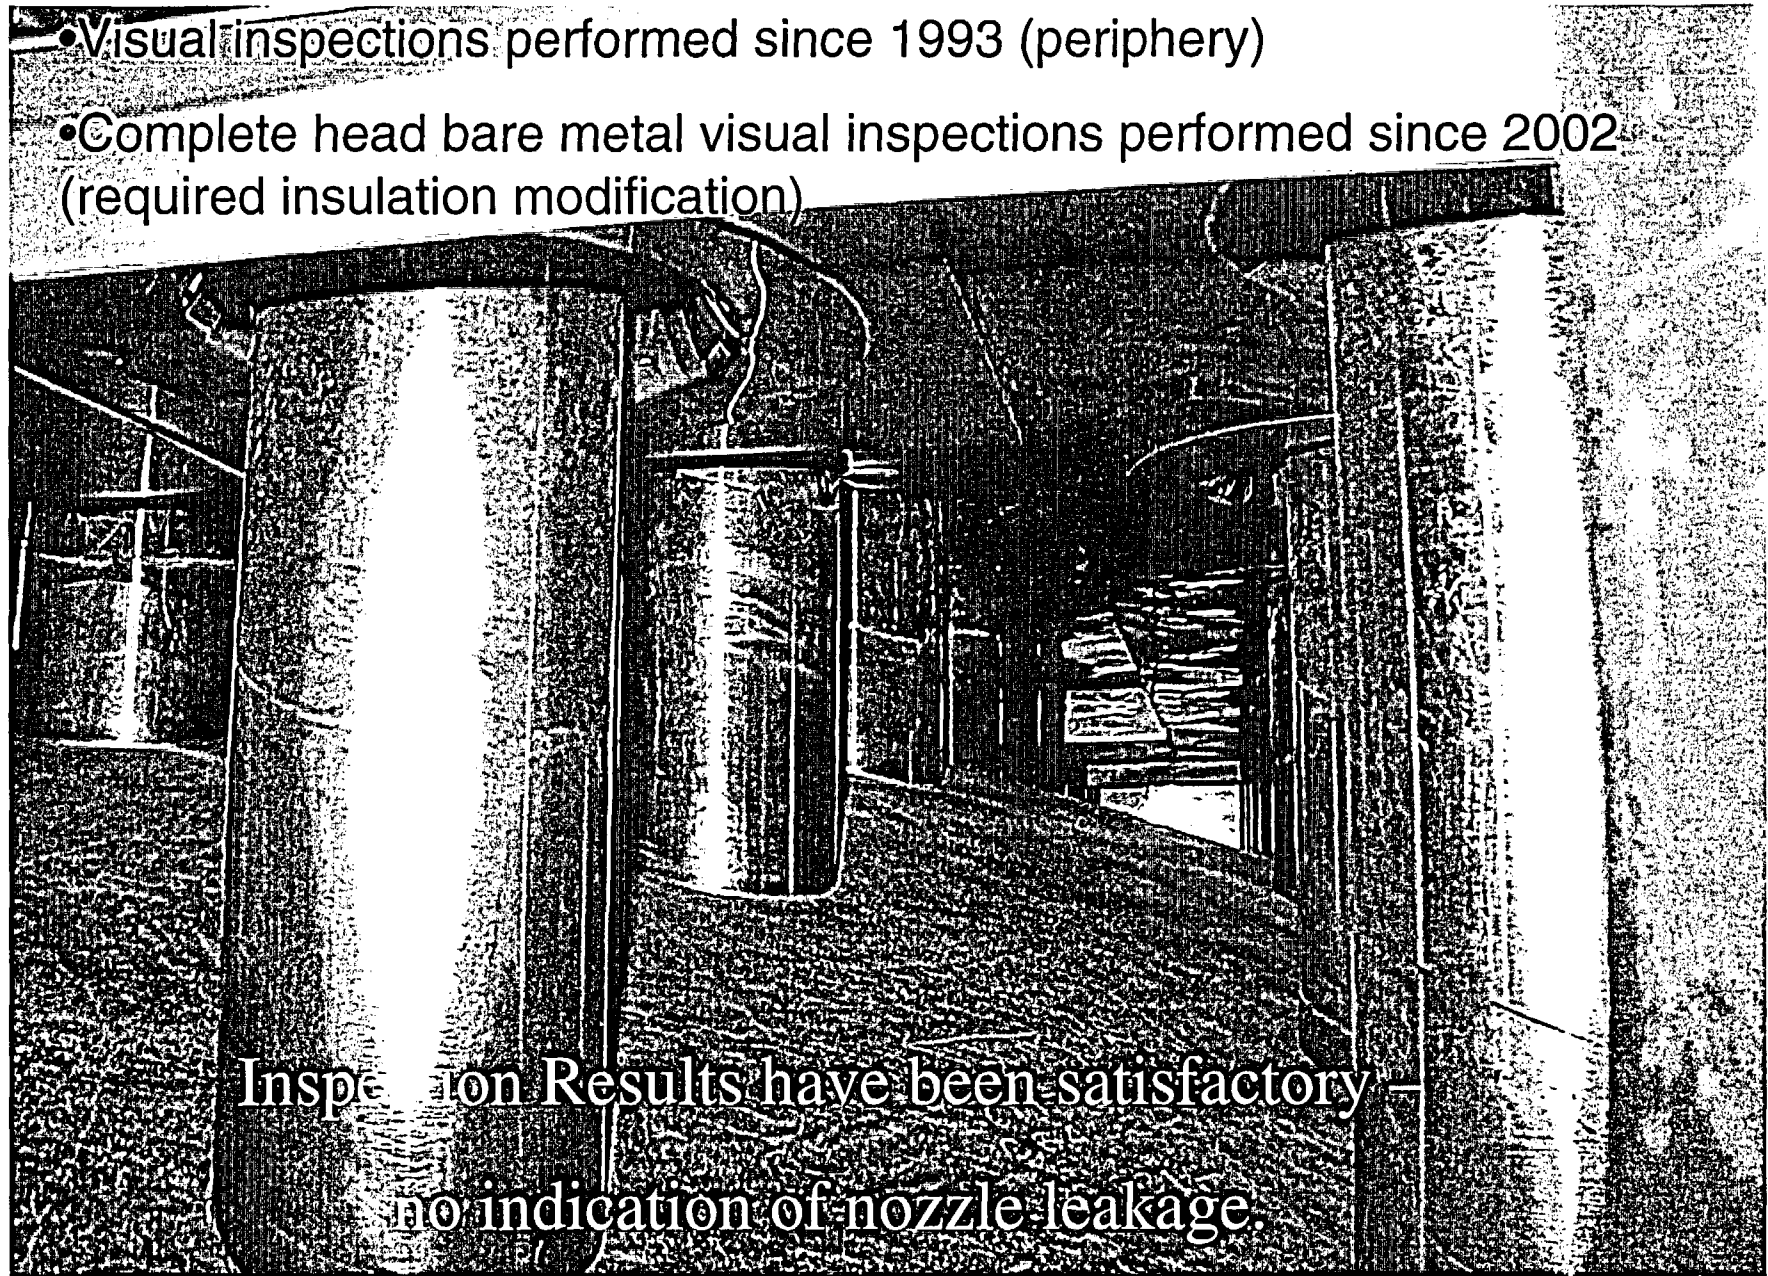 •Visual inspections performed since 1993 (periphery)
•Complete head bare metal visual inspections performed since 2002
(required insulation modification)
Inspection Results have been satisfactory –
no indication of nozzle leakage.